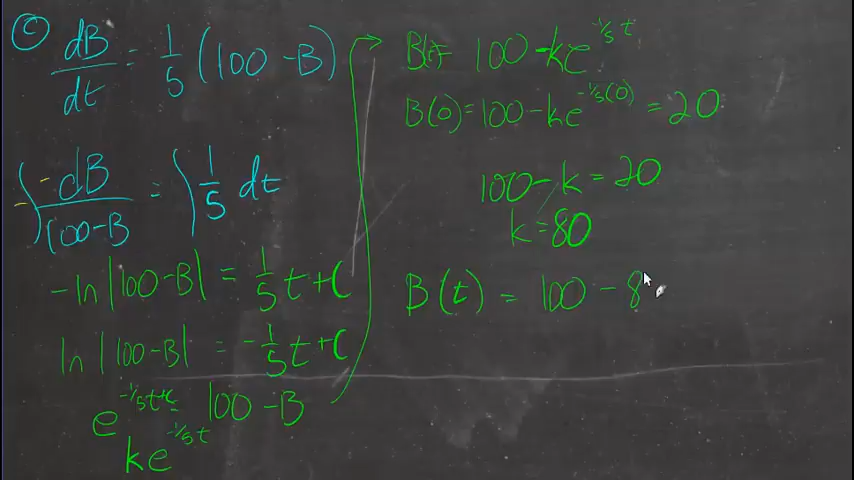 ⓒ dB/dt = 1/5 (100 - B)
∫ - dB/(100-B) = ∫ 1/5 dt
-ln|100-B| = 1/5 t + C
ln|100-B| = -1/5 t + C
e^(-1/5t+C) = 100 - B
ke^(-1/5t)
B(t) = 100 - ke^(-1/5 t)
B(0) = 100 - ke^(-1/5(0)) = 20
100 - k = 20
k = 80
B(t) = 100 - 8